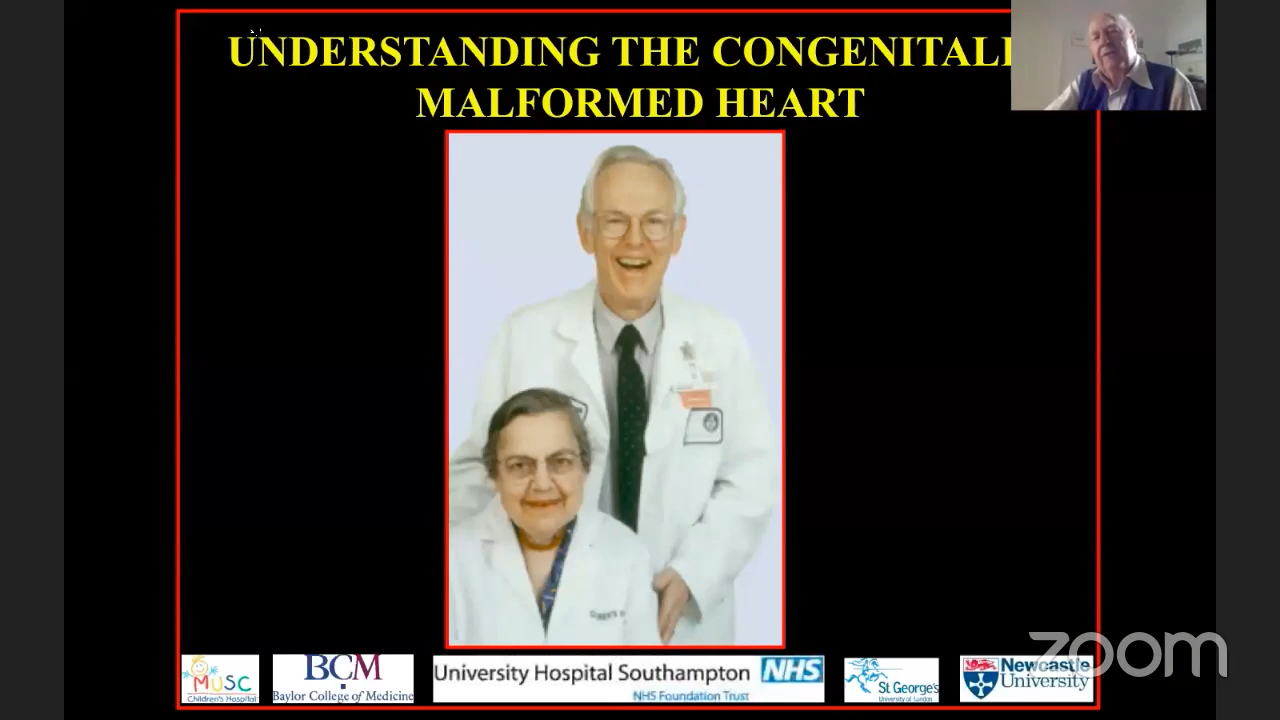 UNDERSTANDING THE CONGENITALL
MALFORMED HEART
MUSC
Children's Hospital
BCM
Baylor College of Medicine
University Hospital Southampton NHS
NHS Foundation Trust
St George's
University of London
Newcastle
University
zoom